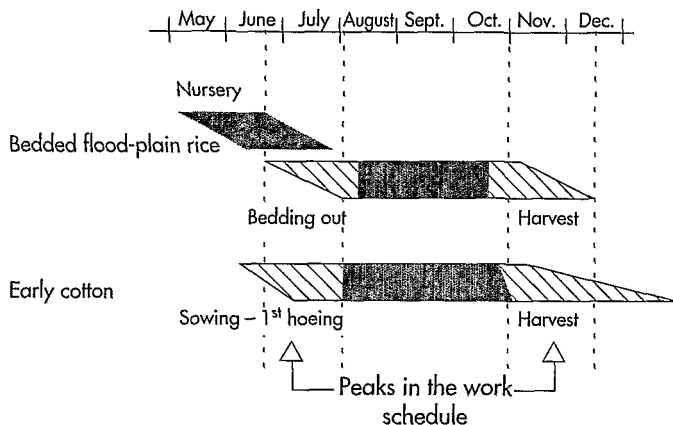 May June July August Sept. Oct. Nov. Dec.
Nursery
Bedded flood-plain rice
Bedding out Harvest
Early cotton
Sowing – 1st hoeing Harvest
Peaks in the work
schedule